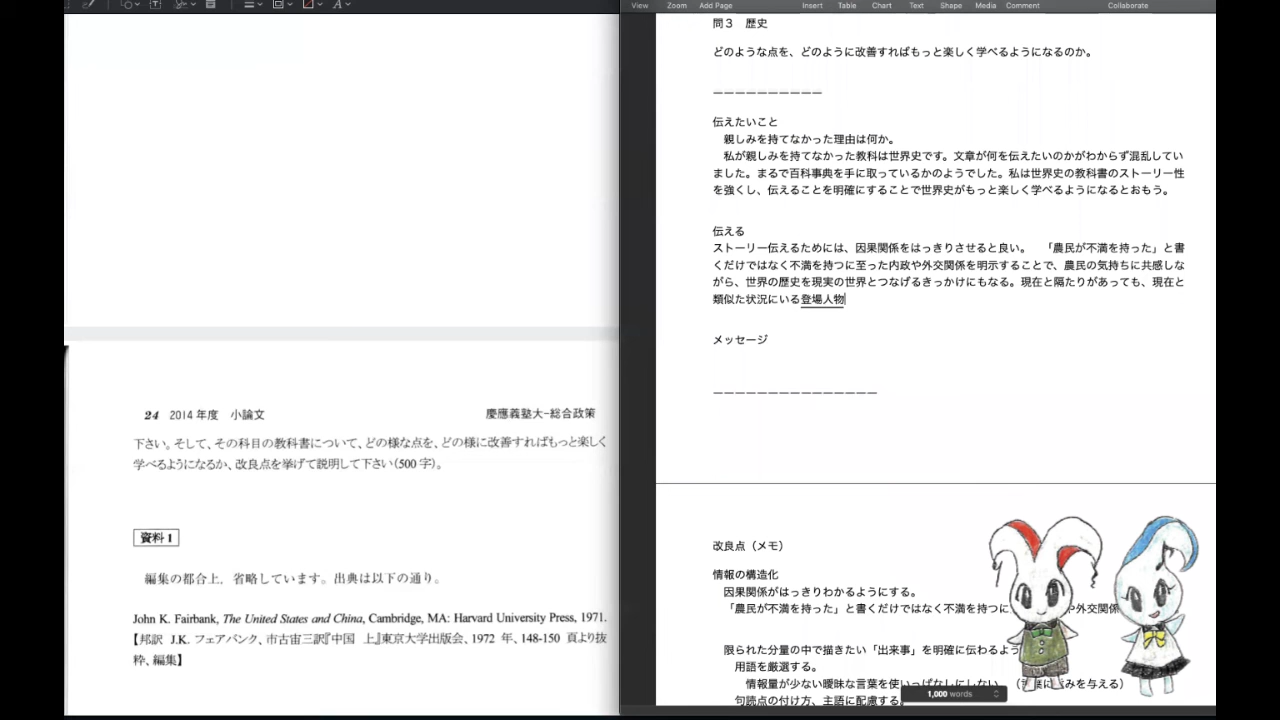 View Zoom Add Page Insert Table Chart Text Shape Media Comment Collaborate
問3　歴史
どのような点を、どのように改善すればもっと楽しく学べるようになるのか。
ーーーーーーーーーー
伝えたいこと
親しみを持てなかった理由は何か。
私が親しみを持てなかった教科は世界史です。文章が何を伝えたいのかがわからず混乱してい
ました。まるで百科事典を手に取っているかのようでした。私は世界史の教科書のストーリー性
を強くし、伝えることを明確にすることで世界史がもっと楽しく学べるようになるとおもう。
伝える
ストーリー伝えるためには、因果関係をはっきりさせると良い。　「農民が不満を持った」と書
くだけではなく不満を持つに至った内政や外交関係を明示することで、農民の気持ちに共感しな
がら、世界の歴史を現実の世界とつなげるきっかけにもなる。現在と隔たりがあっても、現在と
類似た状況にいる登場人物
メッセージ
ーーーーーーーーーーーーーーー
24 2014年度　小論文 慶應義塾大-総合政策
下さい。そして、その科目の教科書について、どの様な点を、どの様に改善すればもっと楽しく
学べるようになるか、改良点を挙げて説明して下さい(500字)。
資料1
編集の都合上、省略しています。出典は以下の通り。
John K. Fairbank, The United States and China, Cambridge, MA: Harvard University Press, 1971.
【邦訳 J.K. フェアバンク、市古宙三訳『中国　上』東京大学出版会、1972 年、148-150 頁より抜
粋、編集】
改良点（メモ）
情報の構造化
因果関係がはっきりわかるようにする。
「農民が不満を持った」と書くだけではなく不満を持つに や外交関係
限られた分量の中で描きたい「出来事」を明確に伝わるよう
用語を厳選する。
情報量が少ない曖昧な言葉を使いっぱなしにしない。 みを与える）
句読点の付け方、主語に配慮する。
1,000 words